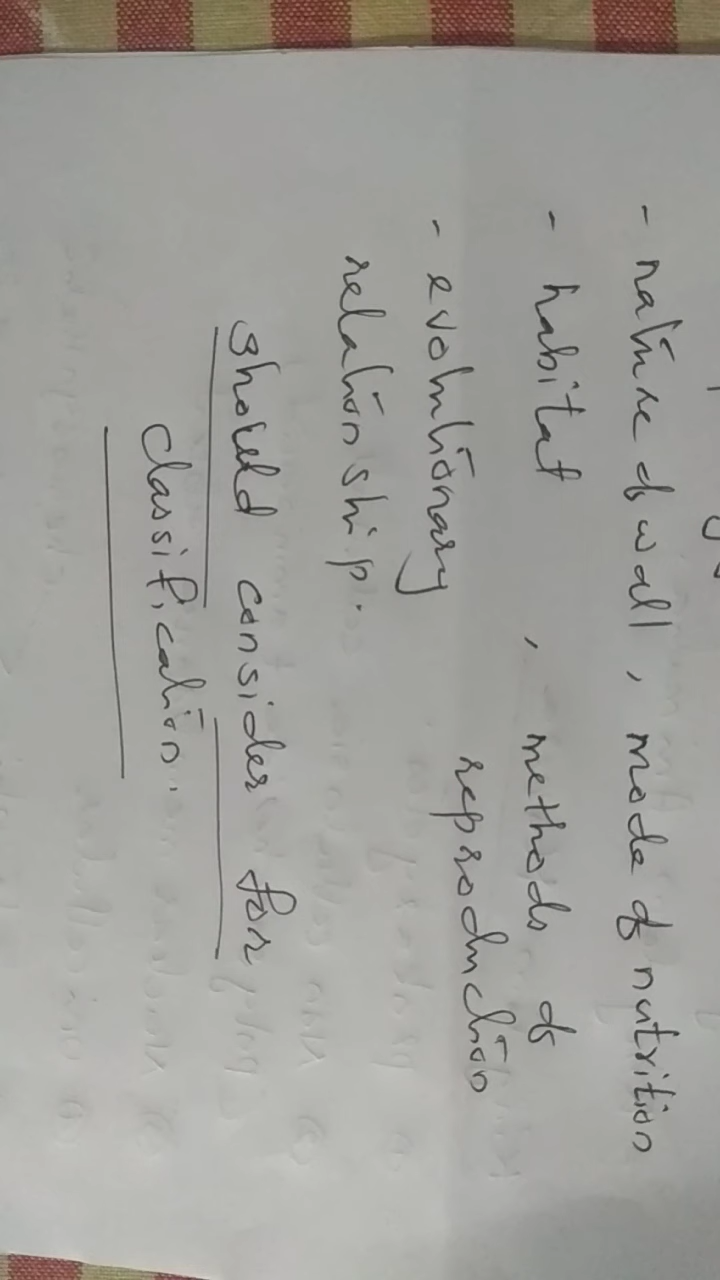 - nature of wall, mode of nutrition
- habitat , methods of
reproduction
- evolutionary
relationship.
should consider for
classification.